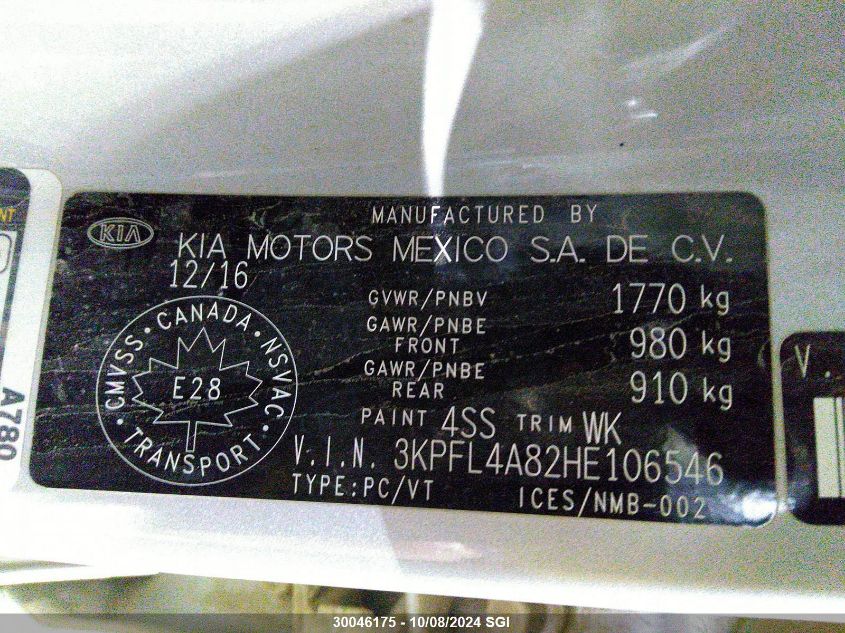 MANUFACTURED BY
KIA
KIA MOTORS MEXICO S.A. DE C.V.
12/16
GVWR/PNBV 1770 kg
GAWR/PNBE FRONT 980 kg
GAWR/PNBE REAR 910 kg
CANADA · NSVAC · TRANSPORT · CMVSS ·
E28
PAINT 4SS TRIM WK
V.I.N. 3KPFL4A82HE106546
TYPE:PC/VT ICES/NMB-002
NT
A780
V.
30046175 - 10/08/2024 SGI